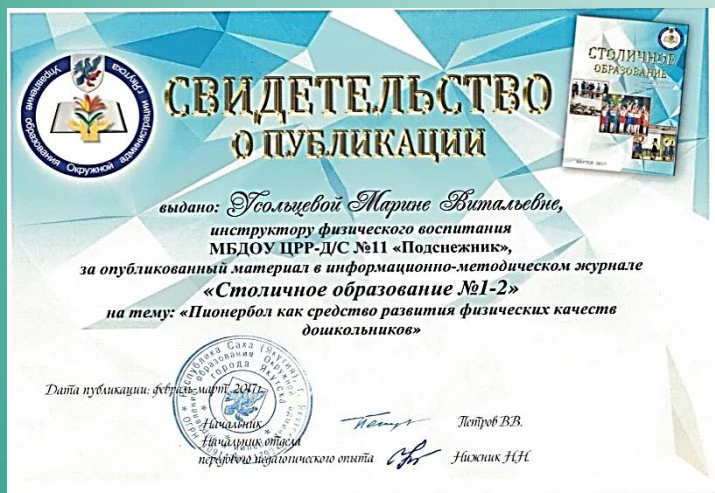 Управление образования Окружной администрации г.Якутска
СТОЛИЧНОЕ
ОБРАЗОВАНИЕ
ЯКУТСК 2017
СВИДЕТЕЛЬСТВО
О ПУБЛИКАЦИИ
выдано: Усольцевой Марине Витальевне,
инструктору физического воспитания
МБДОУ ЦРР-Д/С №11 «Подснежник»,
за опубликованный материал в информационно-методическом журнале
«Столичное образование №1-2»
на тему: «Пионербол как средство развития физических качеств
дошкольников»
Дата публикации: февраль-март, 2017г.
Начальник Петров В.В.
Начальник отдела
передового педагогического опыта Нижник Н.Н.